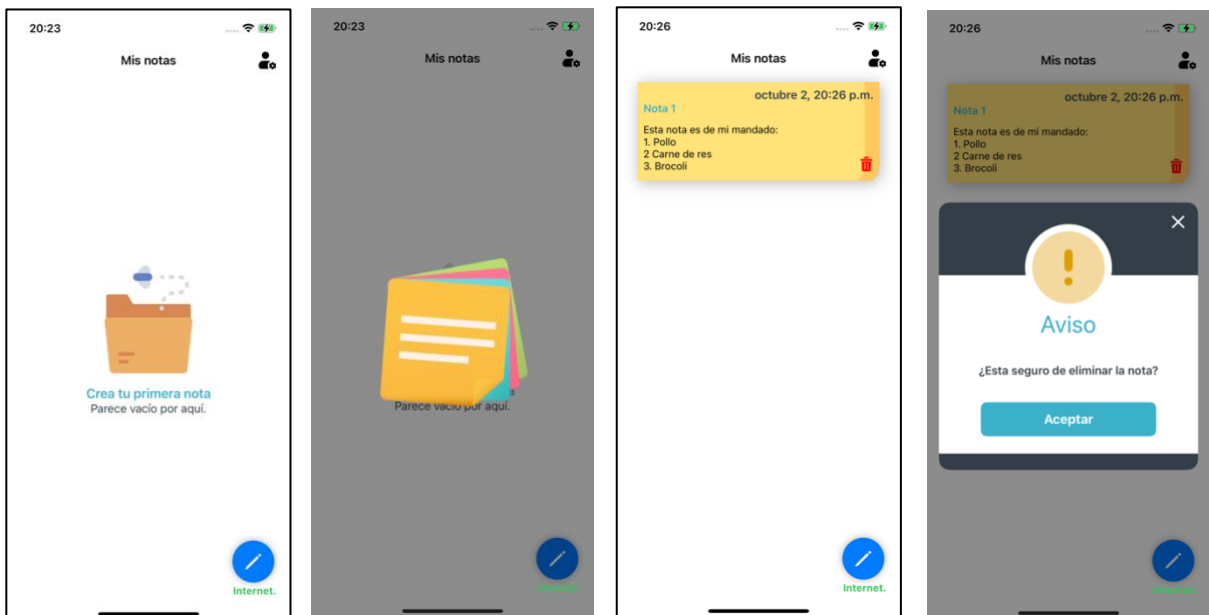 20:23
Mis notas
Crea tu primera nota
Parece vacío por aquí.
Internet.
20:23
Mis notas
Parece vacío por aquí.
20:26
Mis notas
octubre 2, 20:26 p.m.
Nota 1
Esta nota es de mi mandado:
1. Pollo
2 Carne de res
3. Brocoli
Internet.
20:26
Mis notas
octubre 2, 20:26 p.m.
Nota 1
Esta nota es de mi mandado:
1. Pollo
2 Carne de res
3. Brocoli
Aviso
¿Esta seguro de eliminar la nota?
Aceptar